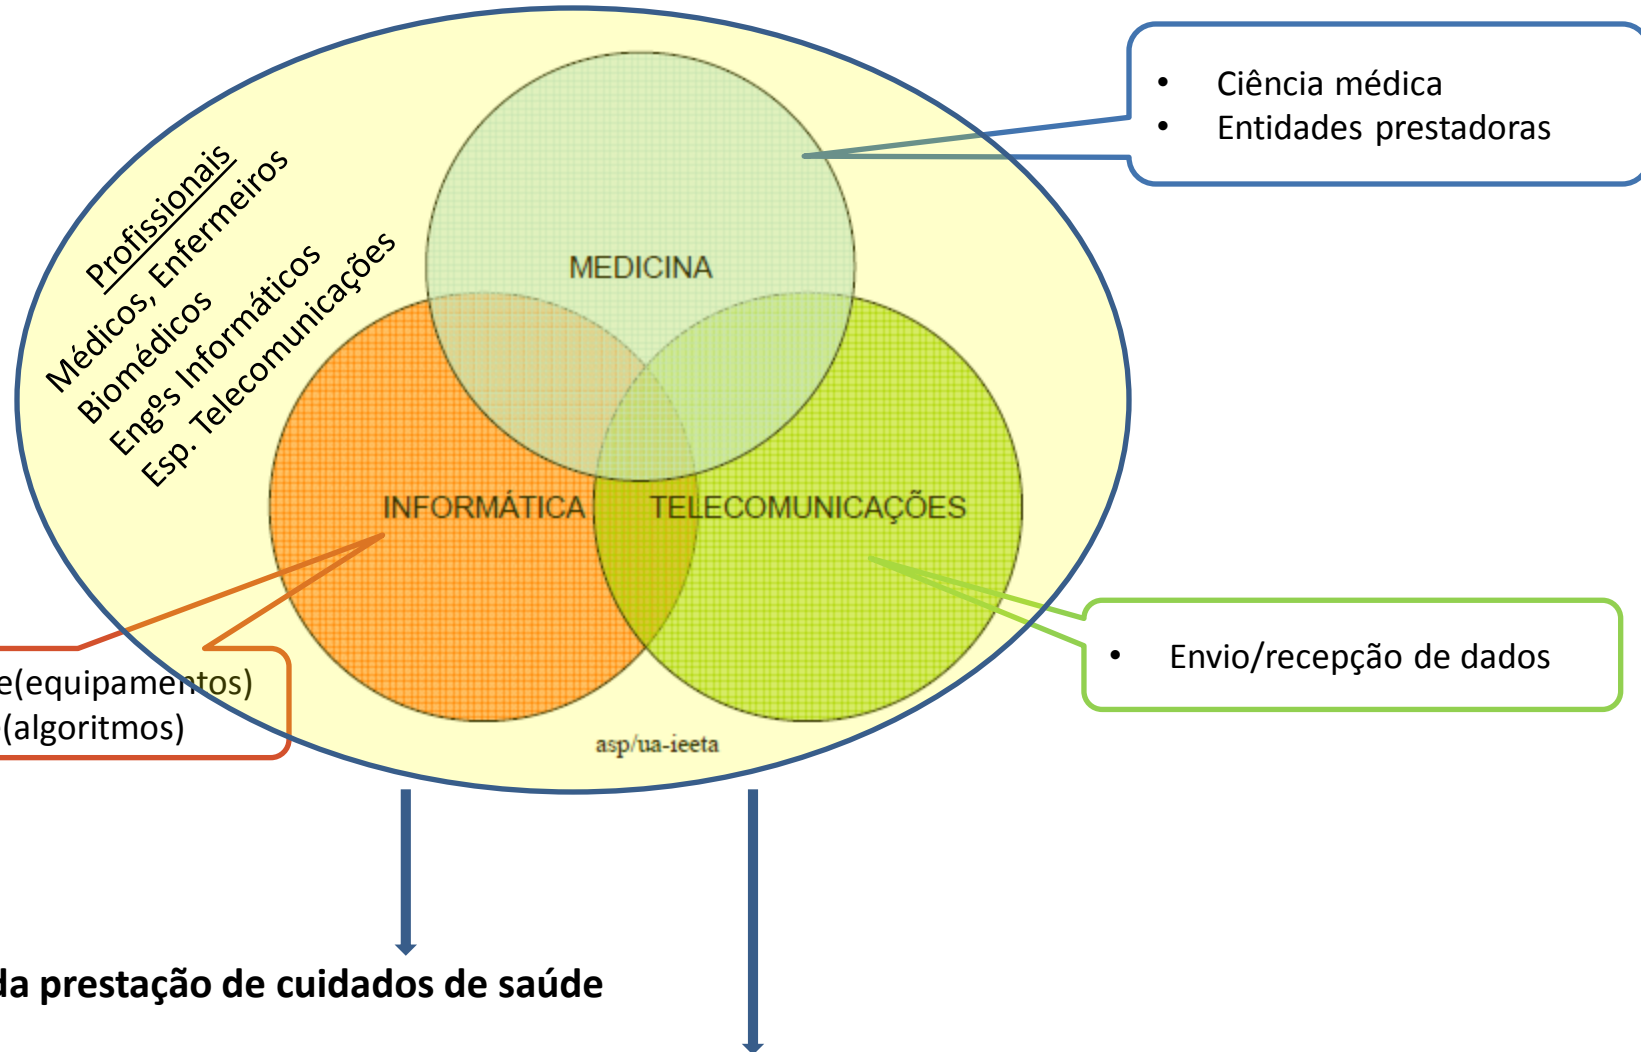 Ciência médica
Entidades prestadoras
Profissionais
Médicos, Enfermeiros
Biomédicos
Engºs Informáticos
Esp. Telecomunicações
MEDICINA
INFORMÁTICA
TELECOMUNICAÇÕES
Envio/recepção de dados
e(equipamentos)
(algoritmos)
asp/ua-ieeta
da prestação de cuidados de saúde